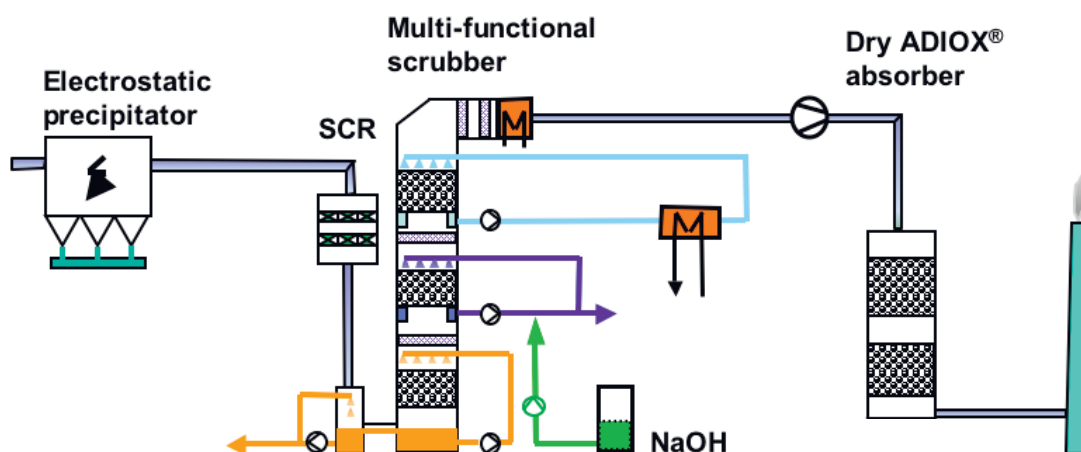 Multi-functional
scrubber
Dry ADIOX®
absorber
Electrostatic
precipitator
SCR
NaOH